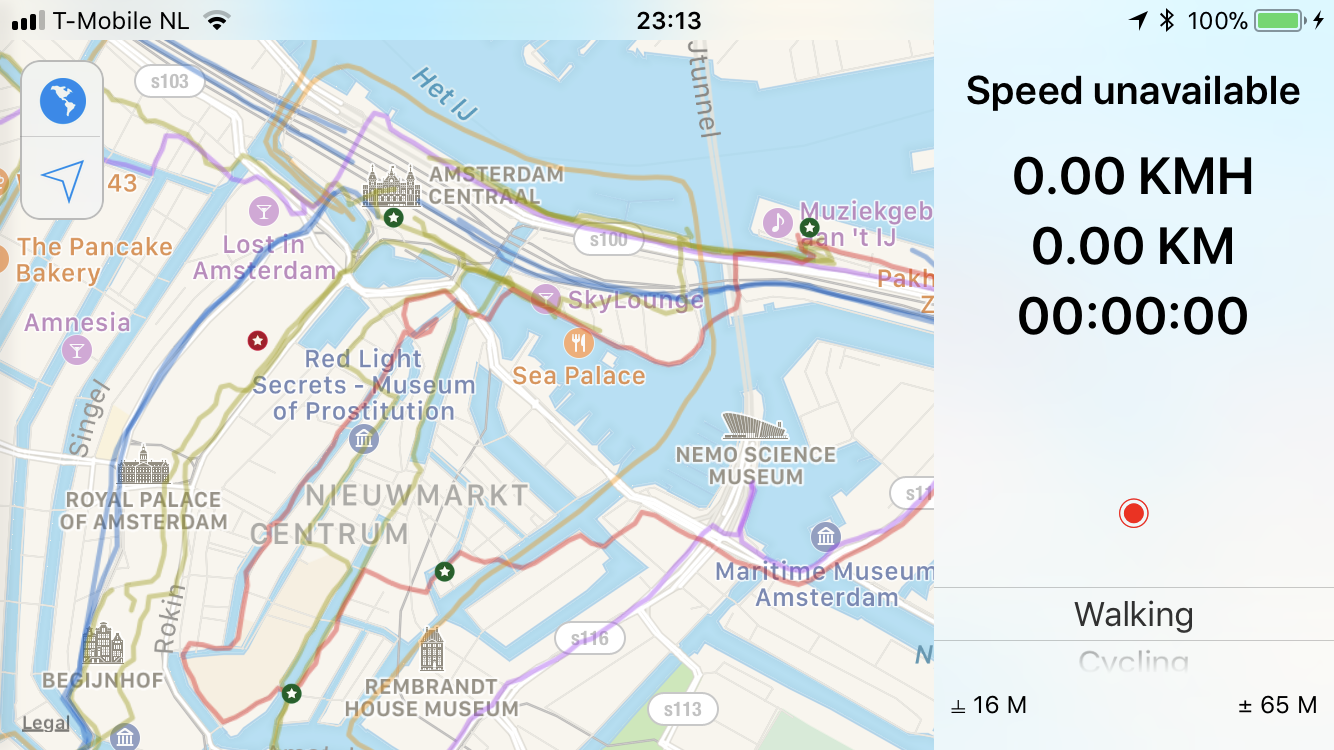 T-Mobile NL
23:13
100%
s103
Het IJ
IJtunnel
43
AMSTERDAM
CENTRAAL
The Pancake
Bakery
Lost in
Amsterdam
s100
Muziekgeb
aan 't IJ
Pakh
Z
SkyLounge
Amnesia
Sea Palace
Red Light
Secrets - Museum
of Prostitution
Singel
NEMO SCIENCE
MUSEUM
ROYAL PALACE
OF AMSTERDAM
NIEUWMARKT
CENTRUM
s11
Maritime Museum
Amsterdam
Rokin
s116
N
BEGIJNHOF
REMBRANDT
HOUSE MUSEUM
s113
Legal
Speed unavailable
0.00 KMH
0.00 KM
00:00:00
Walking
Cycling
16 M
± 65 M